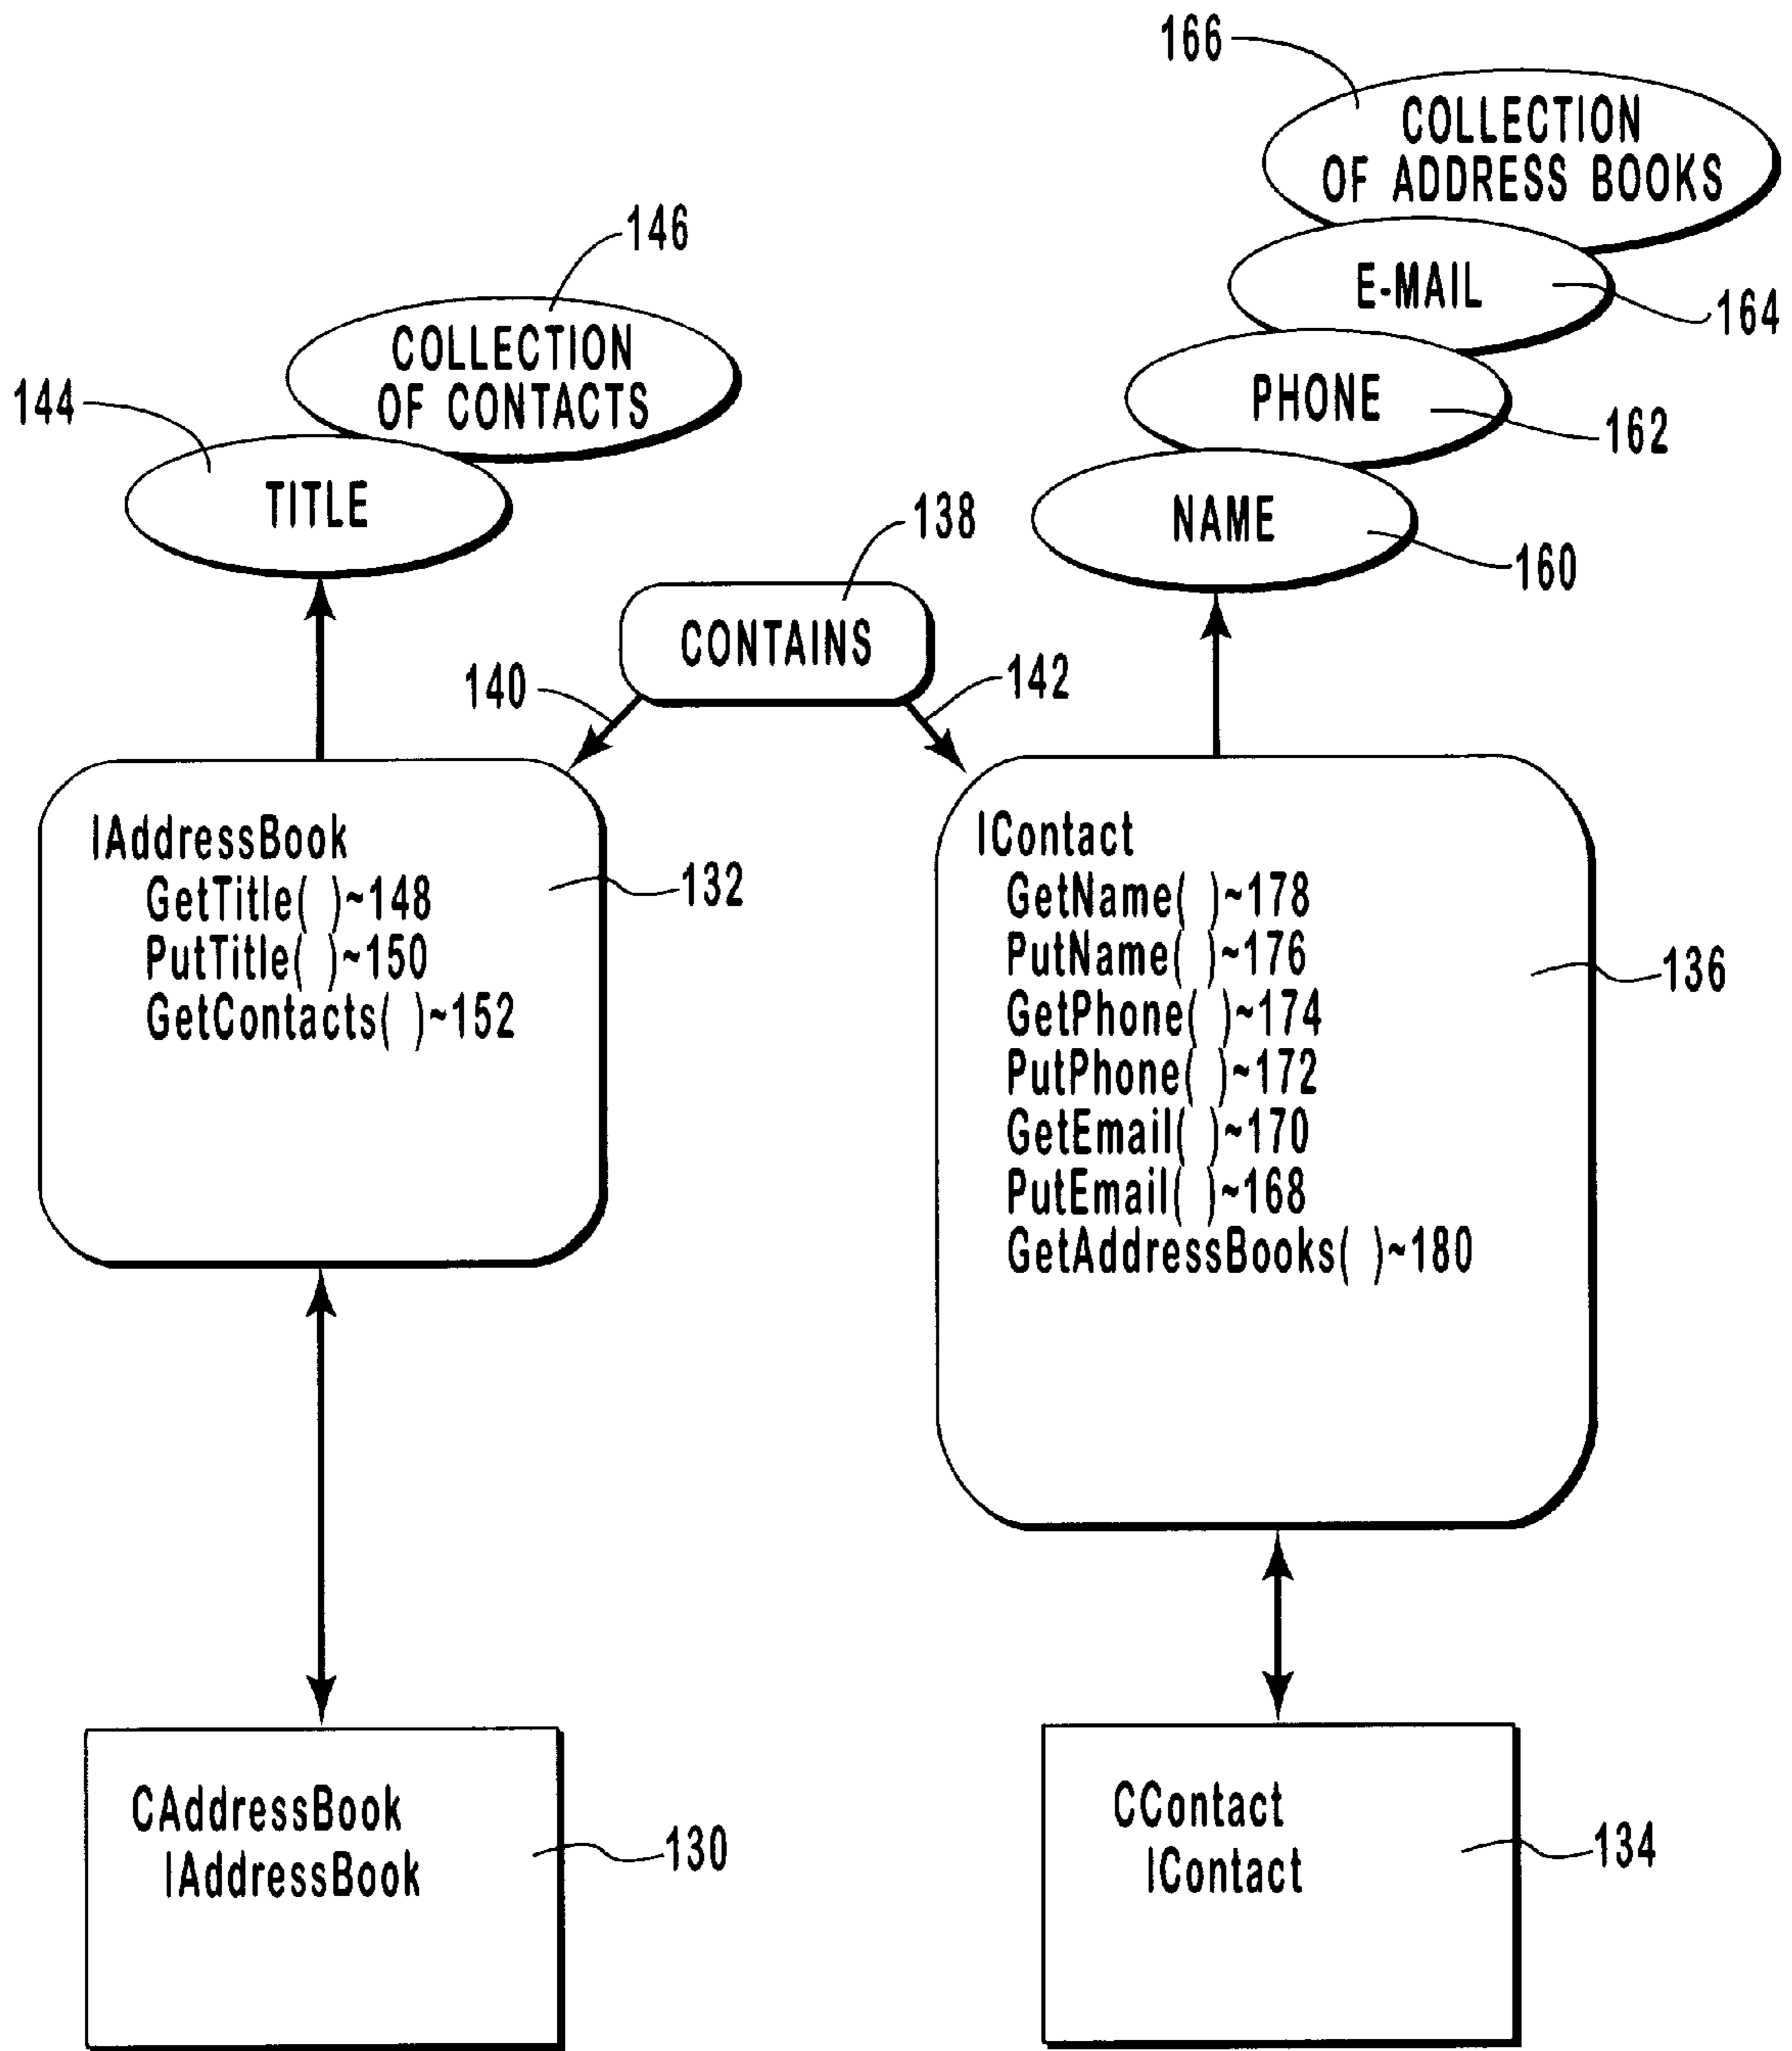 166
COLLECTION
OF ADDRESS BOOKS
E-MAIL
164
PHONE
162
NAME
160
146
COLLECTION
OF CONTACTS
144
TITLE
138
CONTAINS
140
142
IAddressBook
GetTitle( )~148
PutTitle( )~150
GetContacts( )~152
132
IContact
GetName( )~178
PutName( )~176
GetPhone( )~174
PutPhone( )~172
GetEmail( )~170
PutEmail( )~168
GetAddressBooks( )~180
136
CAddressBook
IAddressBook
130
CContact
IContact
134